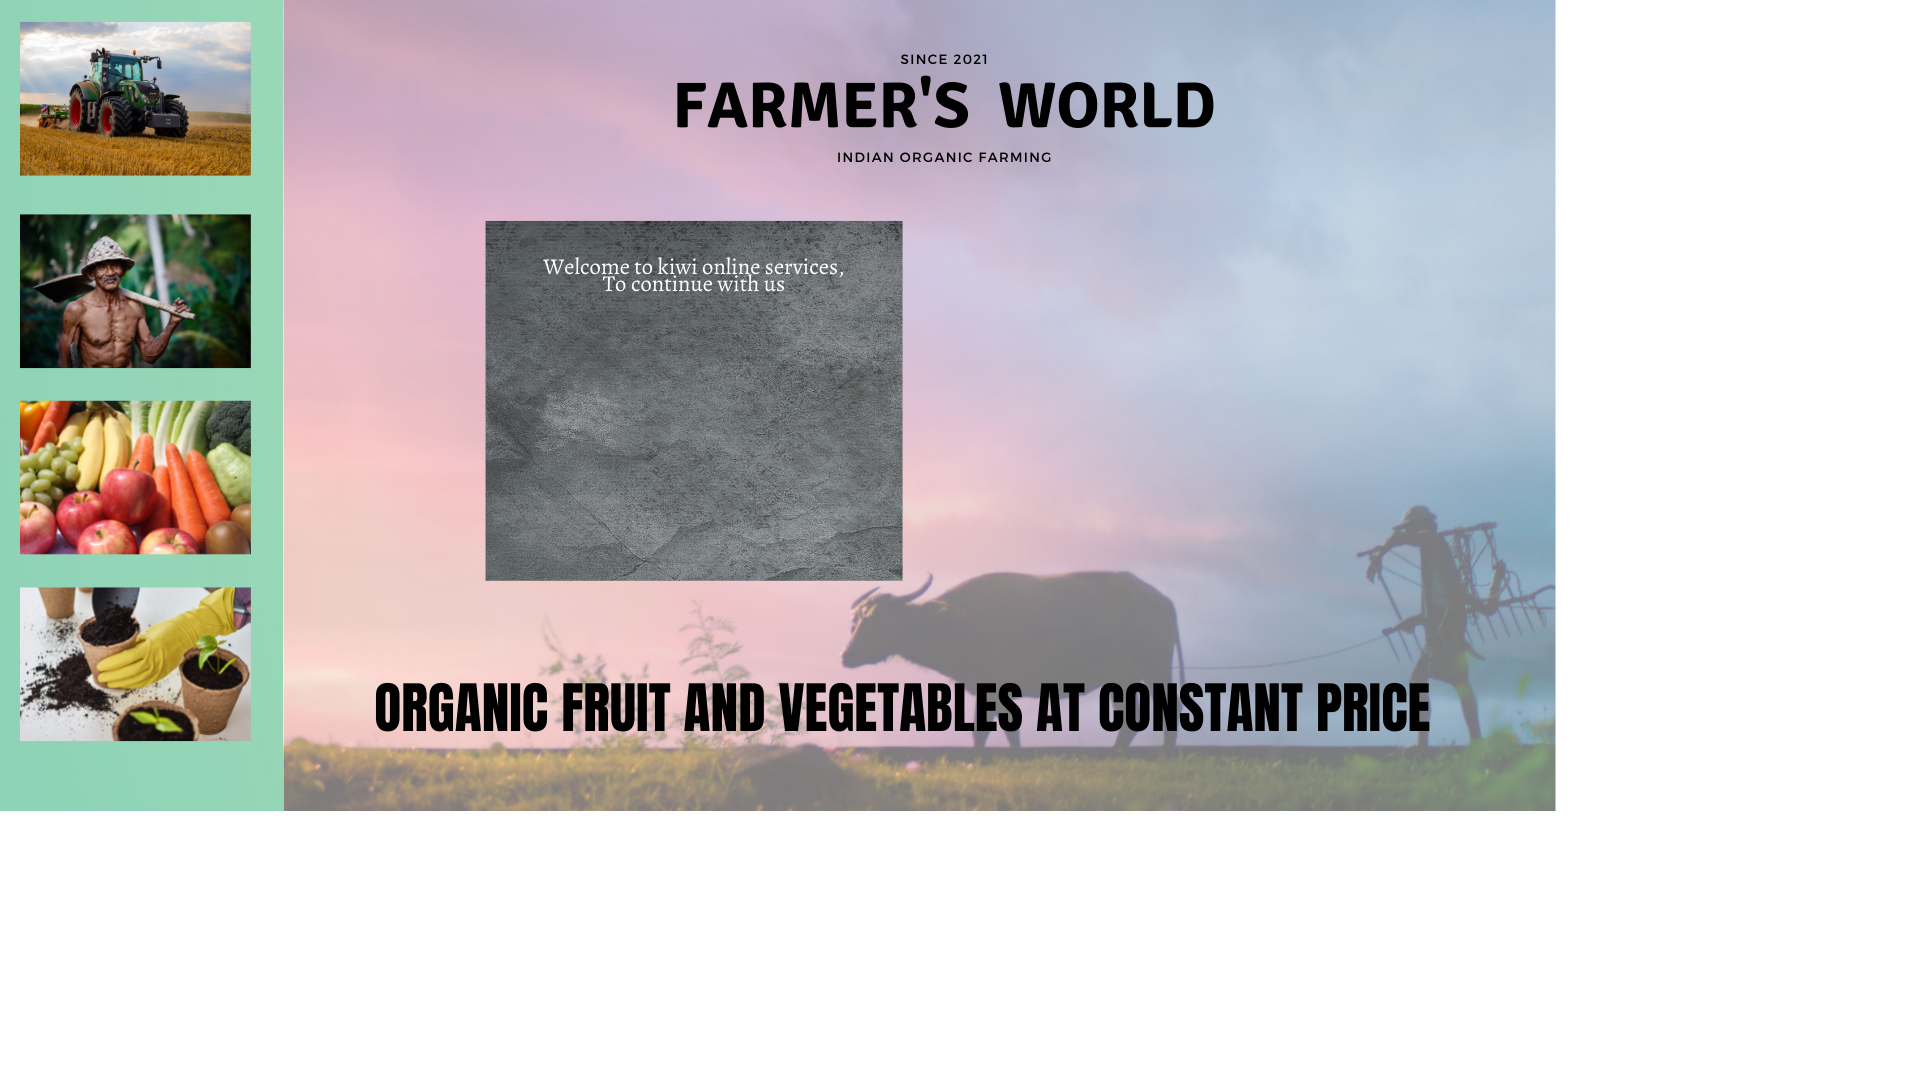 SINCE 2021
FARMER'S WORLD
INDIAN ORGANIC FARMING
Welcome to kiwi online services,
To continue with us
ORGANIC FRUIT AND VEGETABLES AT CONSTANT PRICE